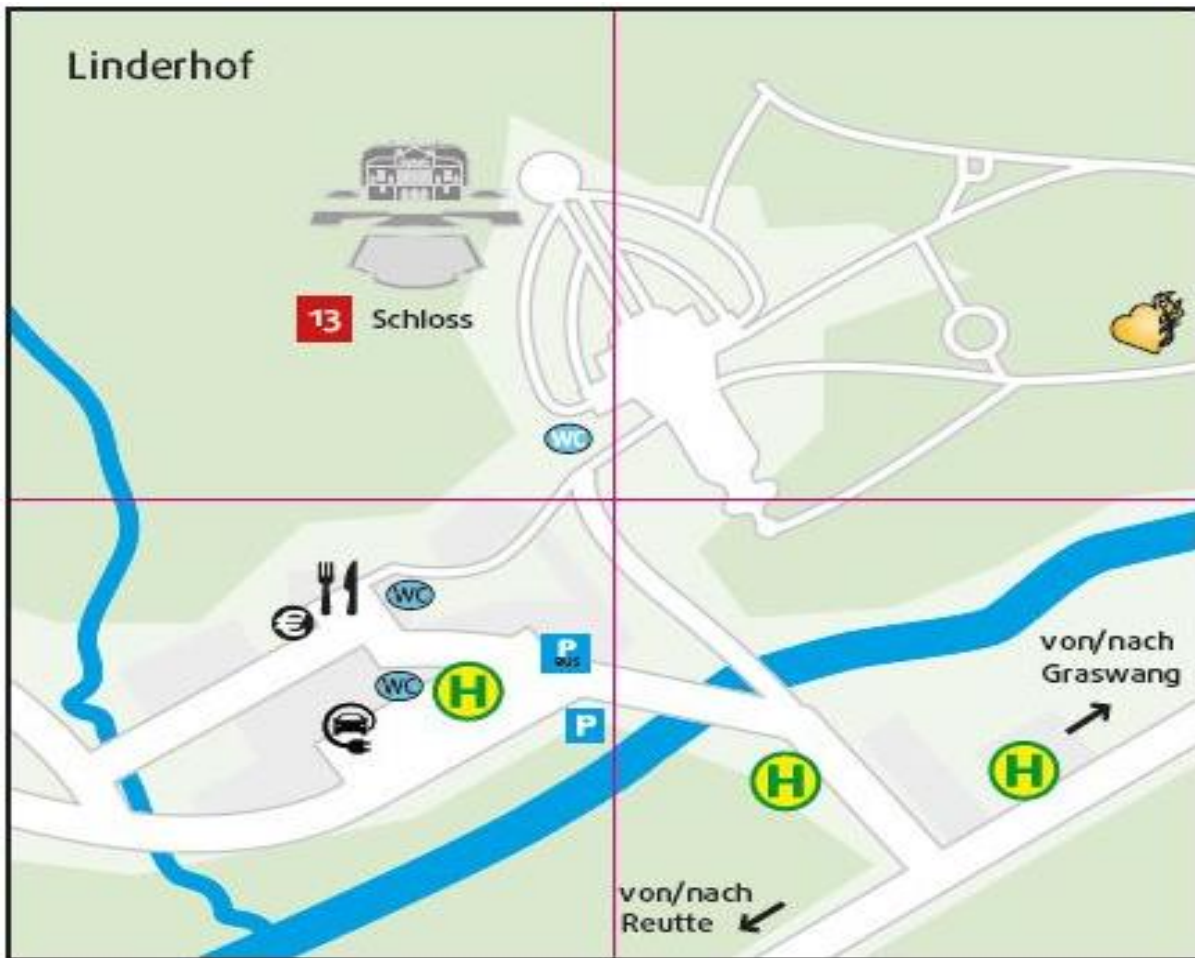 Linderhof
13 Schloss
WC
WC
P
BUS
WC
H
P
von/nach
Graswang
H
H
von/nach
Reutte